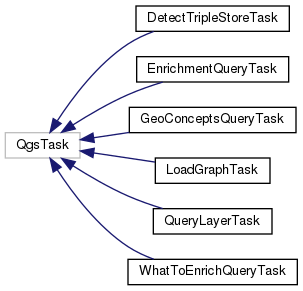 DetectTripleStoreTask
EnrichmentQueryTask
GeoConceptsQueryTask
QgsTask
LoadGraphTask
QueryLayerTask
WhatToEnrichQueryTask